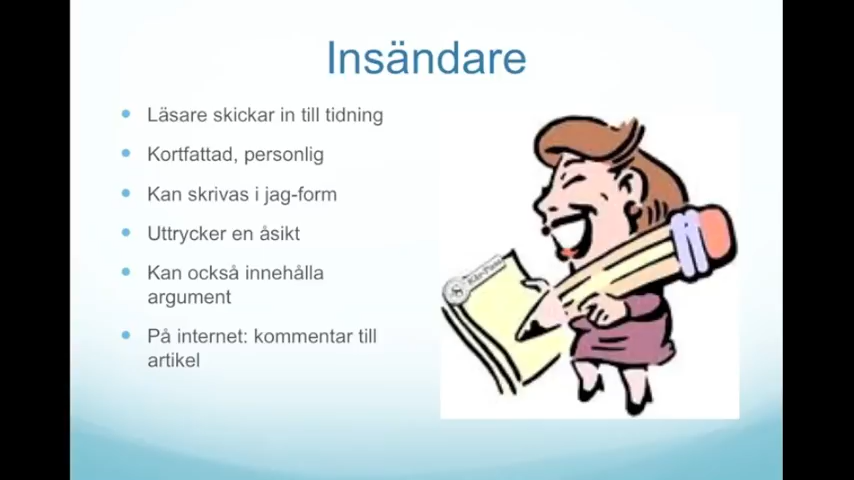 Insändare
Läsare skickar in till tidning
Kortfattad, personlig
Kan skrivas i jag-form
Uttrycker en åsikt
Kan också innehålla
argument
På internet: kommentar till
artikel